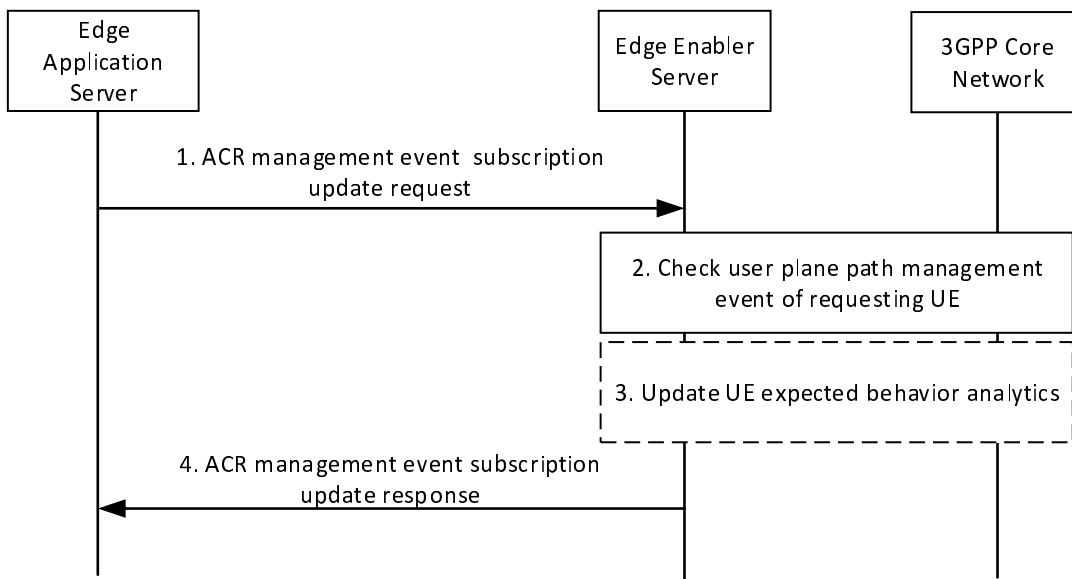 Edge
Application
Server
Edge Enabler
Server
3GPP Core
Network
1. ACR management event subscription
update request
2. Check user plane path management
event of requesting UE
3. Update UE expected behavior analytics
4. ACR management event subscription
update response